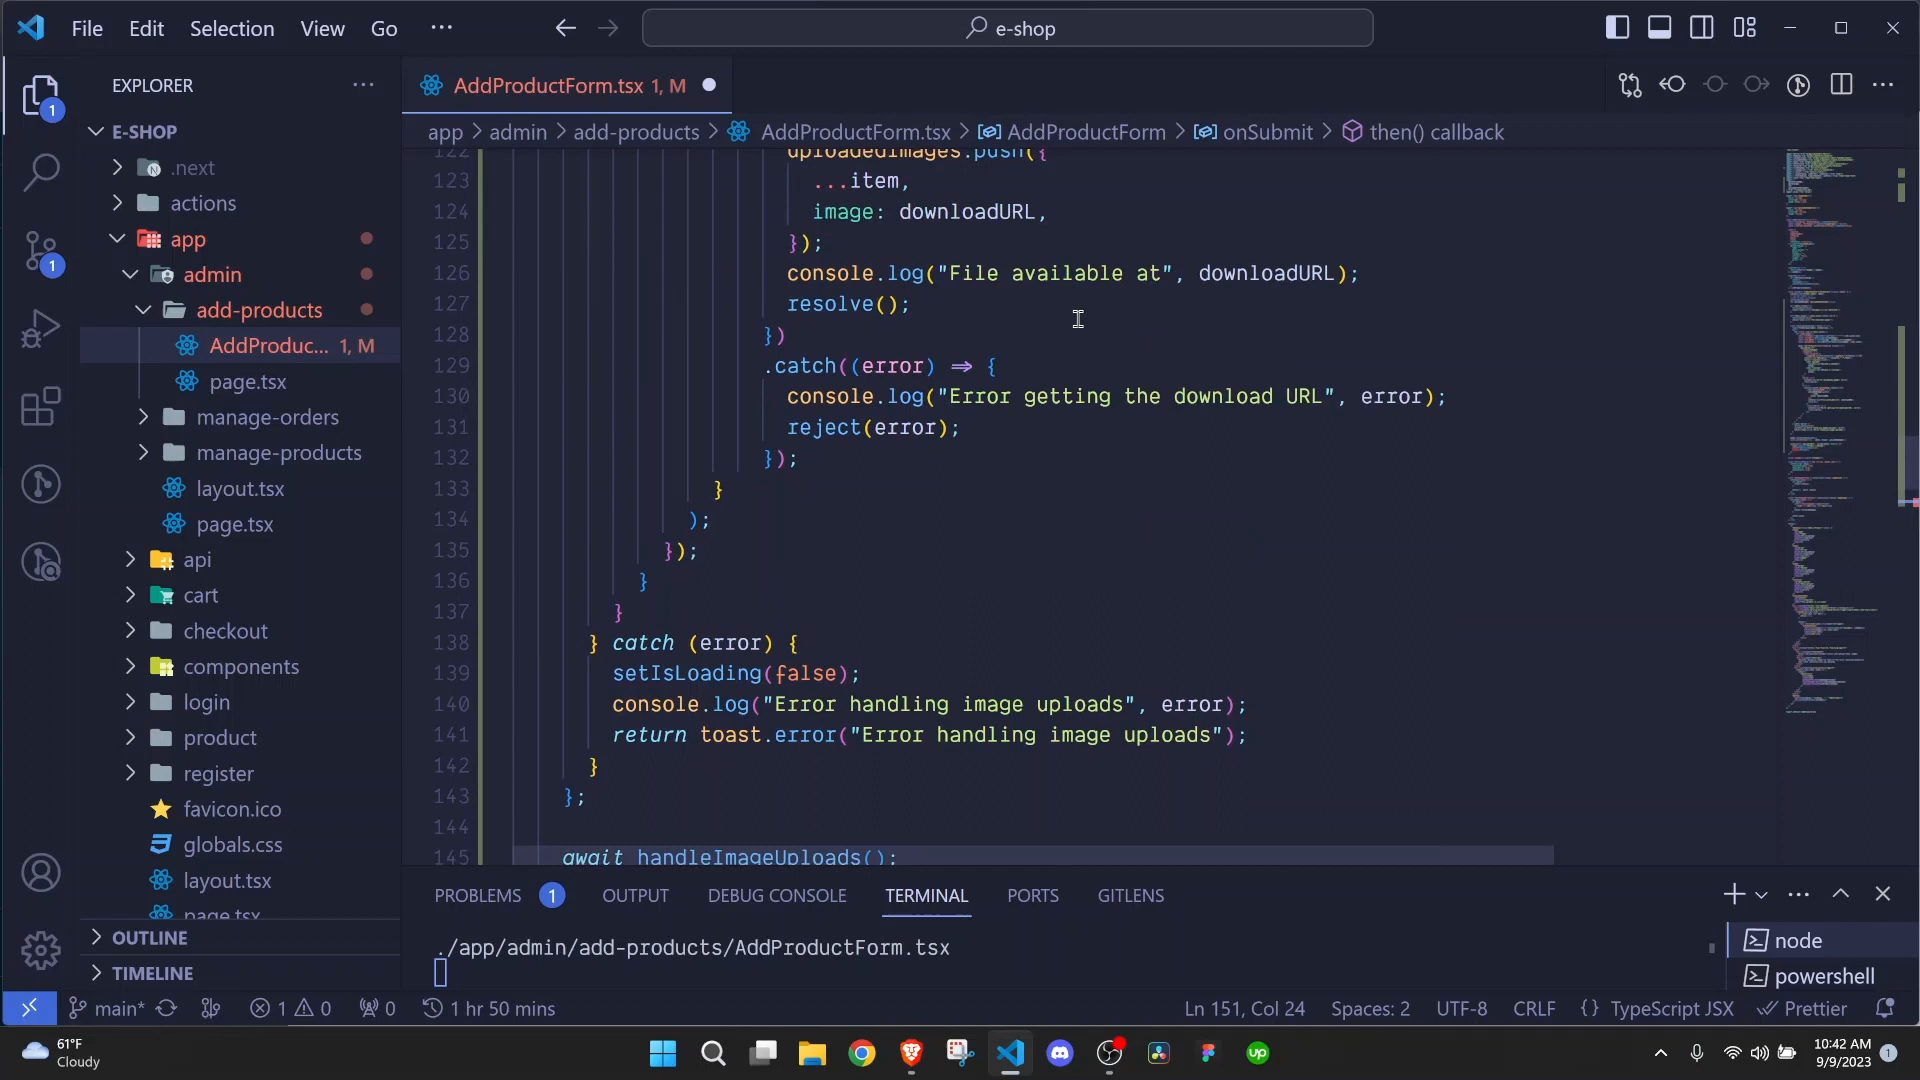 File Edit Selection View Go ··· e-shop
EXPLORER ···
AddProductForm.tsx 1, M
E-SHOP
app > admin > add-products > AddProductForm.tsx > AddProductForm > onSubmit > then() callback
.next
actions
app
admin
add-products
AddProduc... 1, M
page.tsx
manage-orders
manage-products
layout.tsx
page.tsx
api
cart
checkout
components
login
product
register
favicon.ico
globals.css
layout.tsx
page.tsx
OUTLINE
TIMELINE
122 uploadedImages.push({
123 ...item,
124 image: downloadURL,
125 });
126 console.log("File available at", downloadURL);
127 resolve();
128 })
129 .catch((error) => {
130 console.log("Error getting the download URL", error);
131 reject(error);
132 });
133 }
134 );
135 });
136 }
137 }
138 } catch (error) {
139 setIsLoading(false);
140 console.log("Error handling image uploads", error);
141 return toast.error("Error handling image uploads");
142 }
143 };
144
145 await handleImageUploads();
PROBLEMS 1 OUTPUT DEBUG CONSOLE TERMINAL PORTS GITLENS
./app/admin/add-products/AddProductForm.tsx
node
powershell
main* 1 0 0 1 hr 50 mins Ln 151, Col 24 Spaces: 2 UTF-8 CRLF {} TypeScript JSX Prettier
61°F
Cloudy
up
10:42 AM
9/9/2023
1